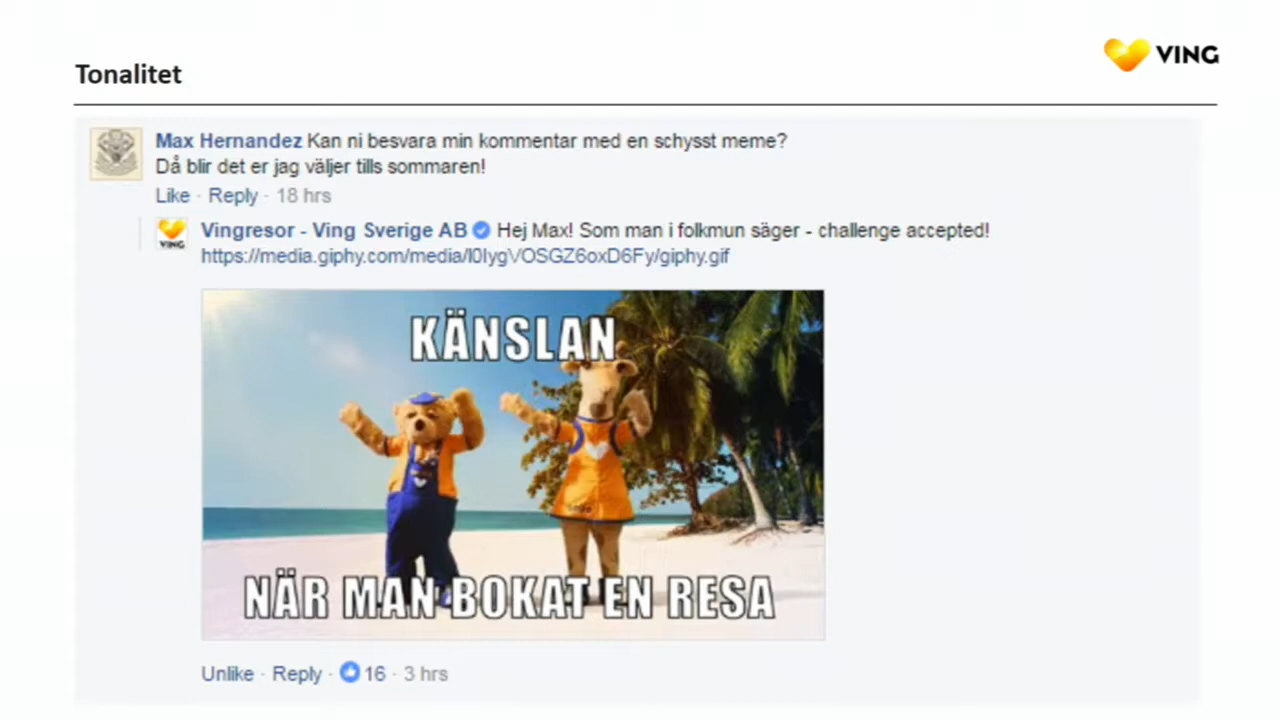 Tonalitet
VING
Max Hernandez Kan ni besvara min kommentar med en schysst meme?
Då blir det er jag väljer tills sommaren!
Like · Reply · 18 hrs
VING
Vingresor - Ving Sverige AB Hej Max! Som man i folkmun säger - challenge accepted!
https://media.giphy.com/media/l0IygVOSGZ6oxD6Fy/giphy.gif
KÄNSLAN
NÄR MAN BOKAT EN RESA
Unlike · Reply · 16 · 3 hrs